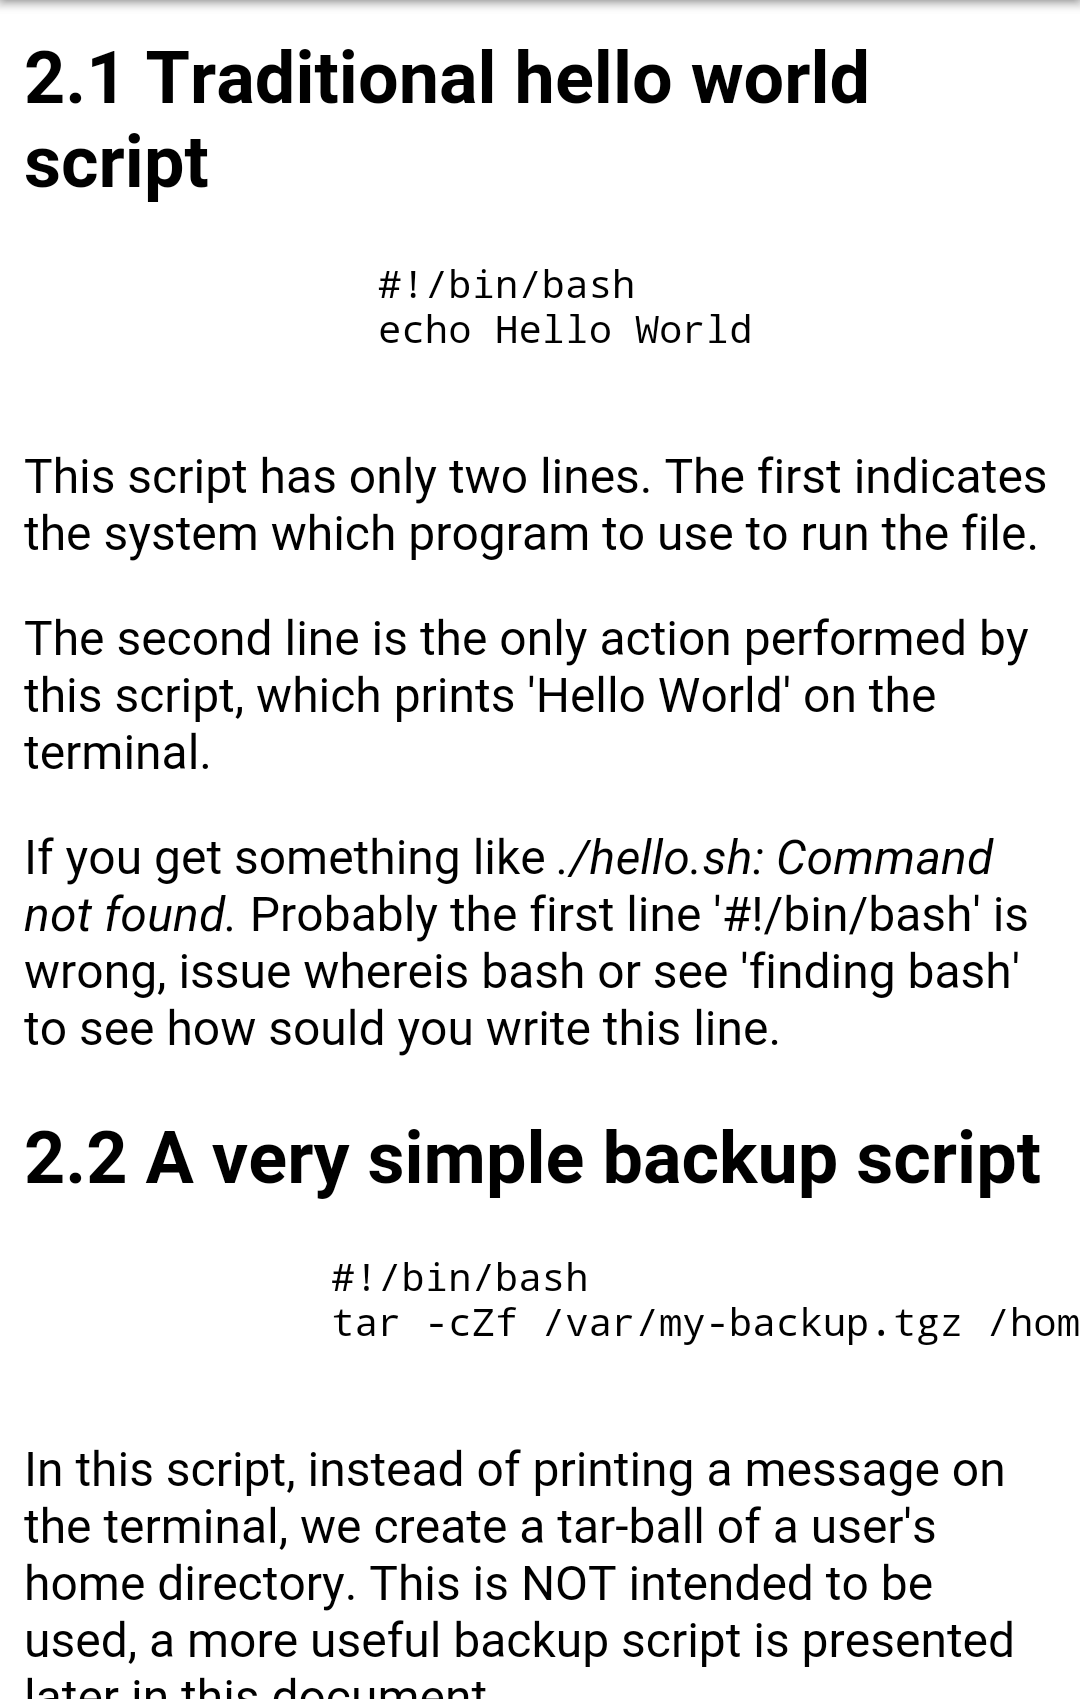 2.1 Traditional hello world
script
#!/bin/bash
echo Hello World
This script has only two lines. The first indicates
the system which program to use to run the file.
The second line is the only action performed by
this script, which prints 'Hello World' on the
terminal.
If you get something like ./hello.sh: Command
not found. Probably the first line '#!/bin/bash' is
wrong, issue whereis bash or see 'finding bash'
to see how sould you write this line.
2.2 A very simple backup script
#!/bin/bash
tar -cZf /var/my-backup.tgz /hom
In this script, instead of printing a message on
the terminal, we create a tar-ball of a user's
home directory. This is NOT intended to be
used, a more useful backup script is presented
later in this document.